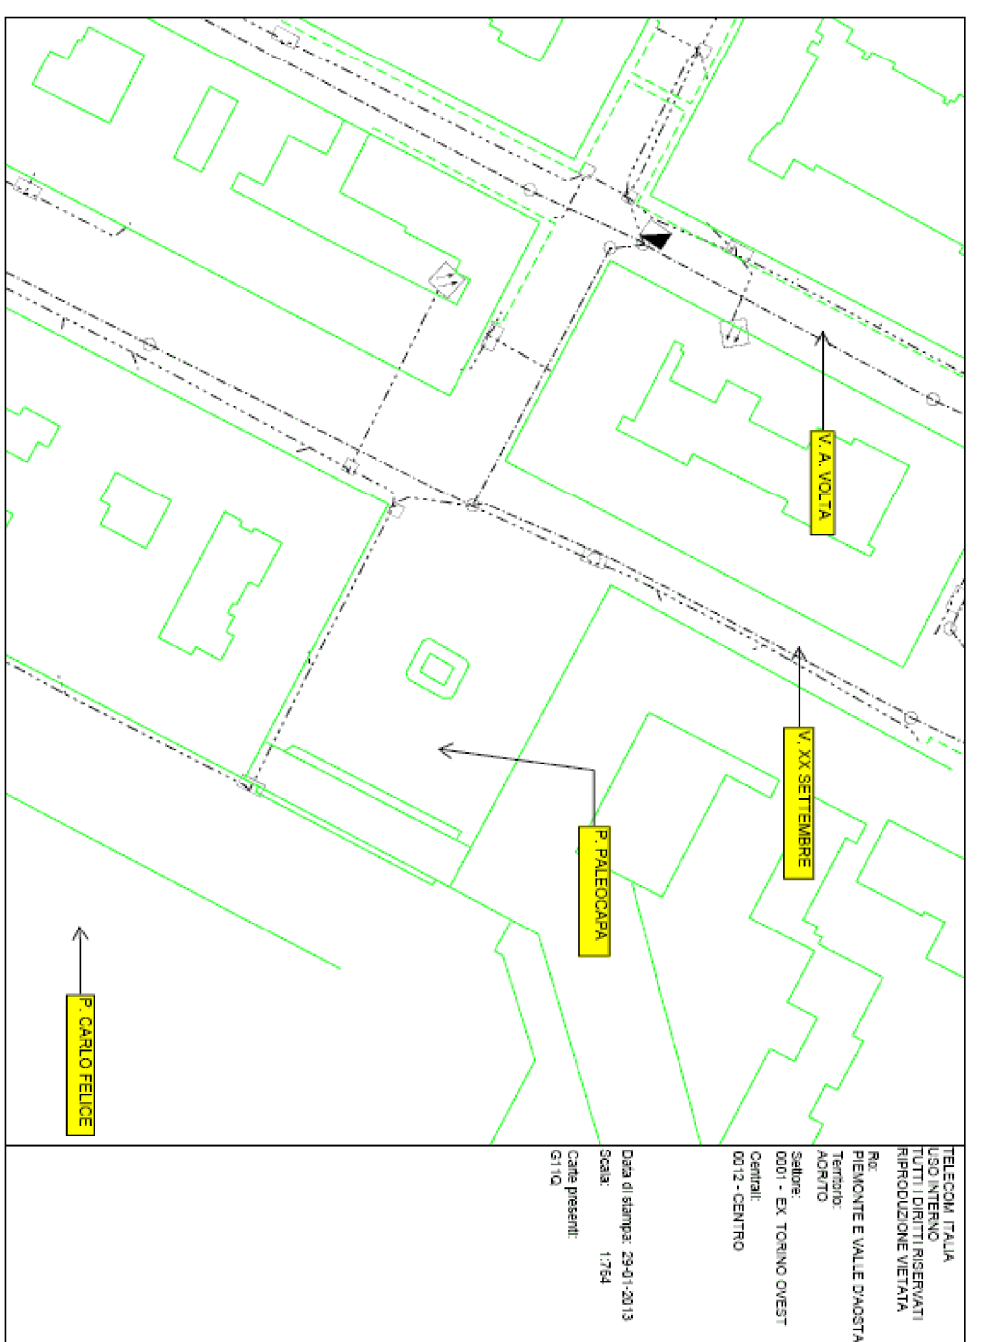 V. A. VOLTA
V. XX SETTEMBRE
P. PALEOCAPA
P. CARLO FELICE
TELECOM ITALIA
USO INTERNO
TUTTI I DIRITTI RISERVATI
RIPRODUZIONE VIETATA
Ro:
PIEMONTE E VALLE D'AOSTA
Territorio:
AOR/TO
Settore:
0001 - EX TORINO OVEST
Centrali:
0012 - CENTRO
Data di stampa: 29-01-2013
Scala: 1:764
Carte presenti:
G11Q